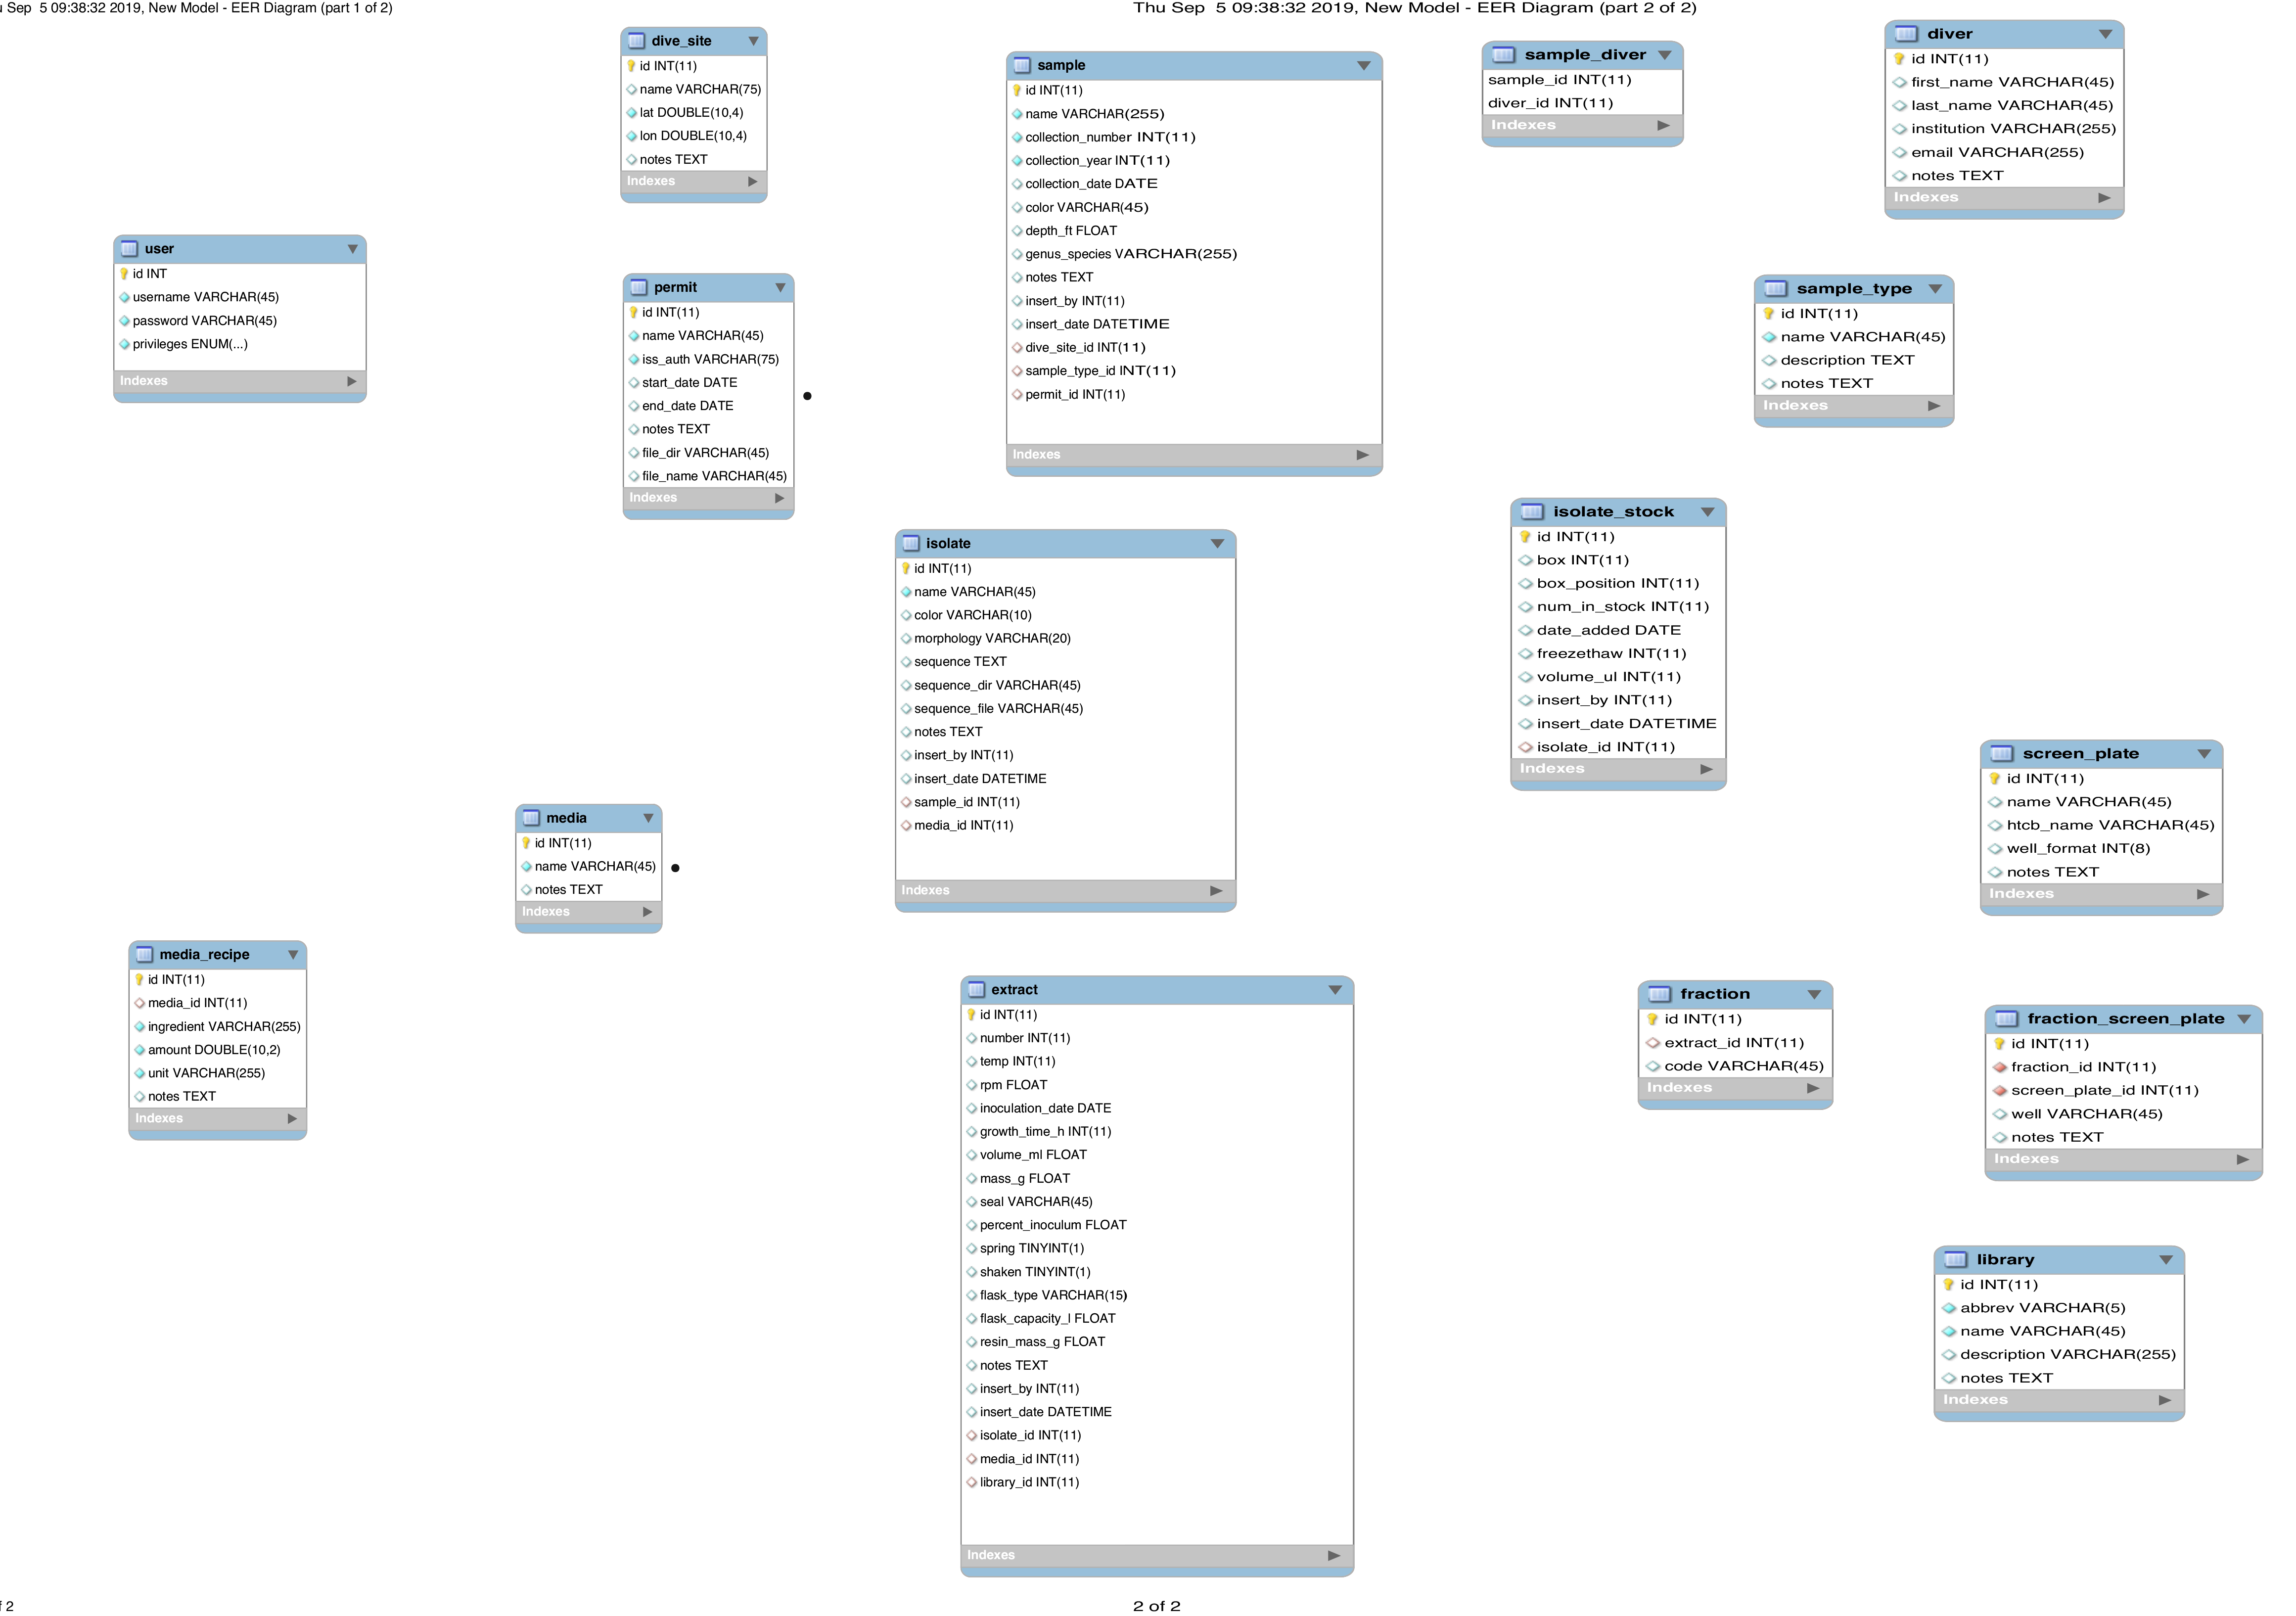 u Sep  5 09:38:32 2019, New Model - EER Diagram (part 1 of 2)
Thu Sep  5 09:38:32 2019, New Model - EER Diagram (part 2 of 2)
dive_site
id INT(11)
name VARCHAR(75)
lat DOUBLE(10,4)
lon DOUBLE(10,4)
notes TEXT
Indexes
sample
id INT(11)
name VARCHAR(255)
collection_number INT(11)
collection_year INT(11)
collection_date DATE
color VARCHAR(45)
depth_ft FLOAT
genus_species VARCHAR(255)
notes TEXT
insert_by INT(11)
insert_date DATETIME
dive_site_id INT(11)
sample_type_id INT(11)
permit_id INT(11)
Indexes
sample_diver
sample_id INT(11)
diver_id INT(11)
Indexes
diver
id INT(11)
first_name VARCHAR(45)
last_name VARCHAR(45)
institution VARCHAR(255)
email VARCHAR(255)
notes TEXT
Indexes
user
id INT
username VARCHAR(45)
password VARCHAR(45)
privileges ENUM(...)
Indexes
permit
id INT(11)
name VARCHAR(45)
iss_auth VARCHAR(75)
start_date DATE
end_date DATE
notes TEXT
file_dir VARCHAR(45)
file_name VARCHAR(45)
Indexes
sample_type
id INT(11)
name VARCHAR(45)
description TEXT
notes TEXT
Indexes
isolate
id INT(11)
name VARCHAR(45)
color VARCHAR(10)
morphology VARCHAR(20)
sequence TEXT
sequence_dir VARCHAR(45)
sequence_file VARCHAR(45)
notes TEXT
insert_by INT(11)
insert_date DATETIME
sample_id INT(11)
media_id INT(11)
Indexes
isolate_stock
id INT(11)
box INT(11)
box_position INT(11)
num_in_stock INT(11)
date_added DATE
freezethaw INT(11)
volume_ul INT(11)
insert_by INT(11)
insert_date DATETIME
isolate_id INT(11)
Indexes
screen_plate
id INT(11)
name VARCHAR(45)
htcb_name VARCHAR(45)
well_format INT(8)
notes TEXT
Indexes
media
id INT(11)
name VARCHAR(45)
notes TEXT
Indexes
media_recipe
id INT(11)
media_id INT(11)
ingredient VARCHAR(255)
amount DOUBLE(10,2)
unit VARCHAR(255)
notes TEXT
Indexes
extract
id INT(11)
number INT(11)
temp INT(11)
rpm FLOAT
inoculation_date DATE
growth_time_h INT(11)
volume_ml FLOAT
mass_g FLOAT
seal VARCHAR(45)
percent_inoculum FLOAT
spring TINYINT(1)
shaken TINYINT(1)
flask_type VARCHAR(15)
flask_capacity_l FLOAT
resin_mass_g FLOAT
notes TEXT
insert_by INT(11)
insert_date DATETIME
isolate_id INT(11)
media_id INT(11)
library_id INT(11)
Indexes
fraction
id INT(11)
extract_id INT(11)
code VARCHAR(45)
Indexes
fraction_screen_plate
id INT(11)
fraction_id INT(11)
screen_plate_id INT(11)
well VARCHAR(45)
notes TEXT
Indexes
library
id INT(11)
abbrev VARCHAR(5)
name VARCHAR(45)
description VARCHAR(255)
notes TEXT
Indexes
f 2
2 of 2